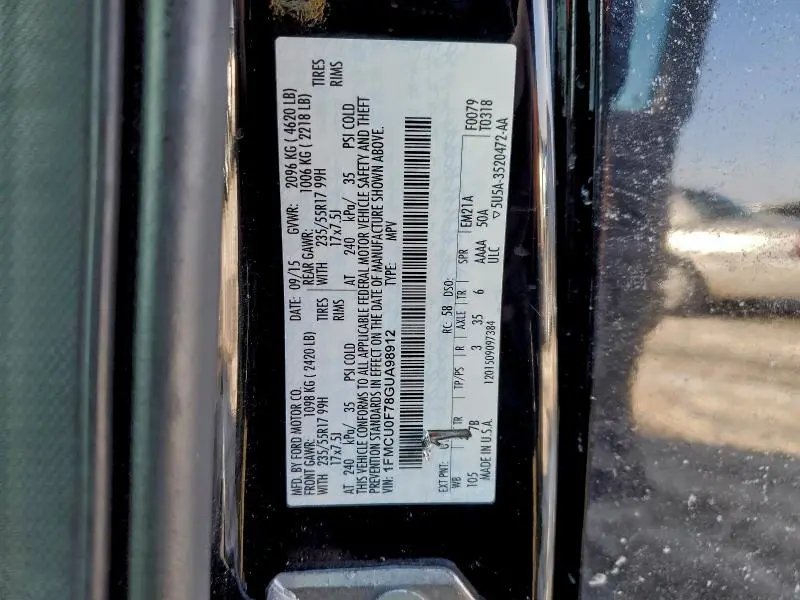 MFD. BY FORD MOTOR CO. DATE: 09/15 GVWR: 2096 KG ( 4620 LB)
FRONT GAWR: 1098 KG ( 2420 LB) REAR GAWR: 1006 KG ( 2218 LB)
WITH 235/55R17 99H TIRES WITH 235/55R17 99H TIRES
17x7.5J RIMS 17x7.5J RIMS
AT 240 kPa/ 35 PSI COLD AT 240 kPa/ 35 PSI COLD
THIS VEHICLE CONFORMS TO ALL APPLICABLE FEDERAL MOTOR VEHICLE SAFETY AND THEFT
PREVENTION STANDARDS IN EFFECT ON THE DATE OF MANUFACTURE SHOWN ABOVE.
VIN: 1FMCU0F78GUA98912 TYPE: MPV
EXT PNT: RC: 58 DSO: EM21A F0079
WB TR TP/PS R AXLE TR SPR 50A T0318
105 7B 3 35 6 AAAA
ULC
MADE IN U.S.A. 1201509097384 ▽5U5A-3520472-AA